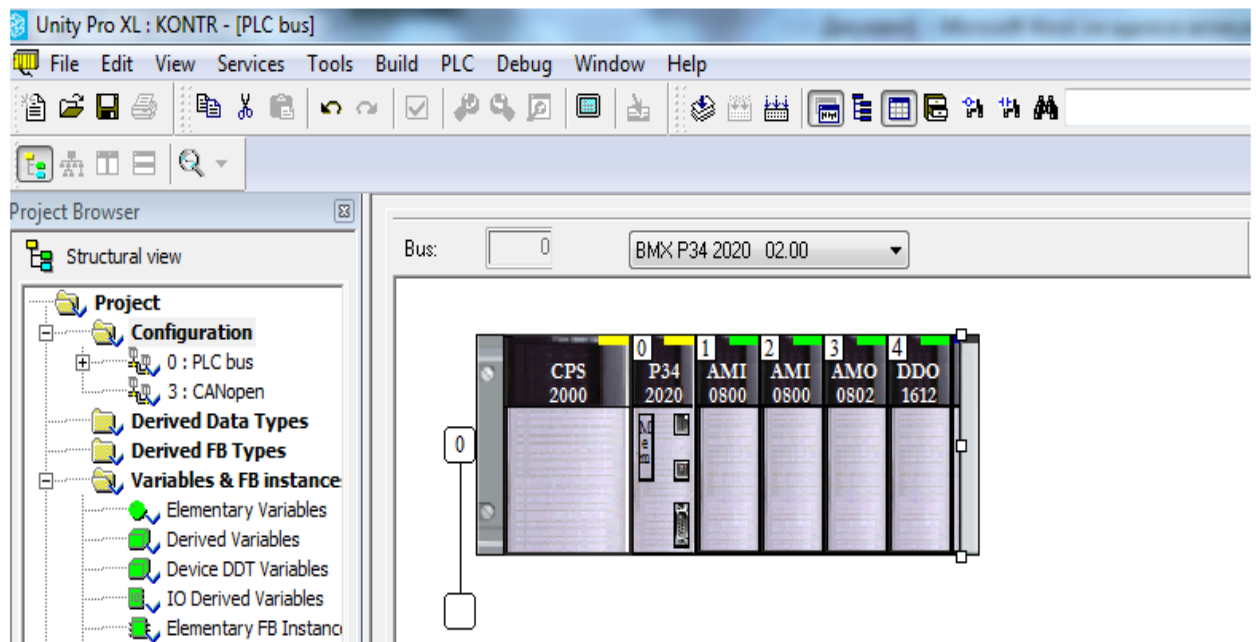 Unity Pro XL : KONTR - [PLC bus]
File Edit View Services Tools Build PLC Debug Window Help
Project Browser
Structural view
Project
Configuration
0 : PLC bus
3 : CANopen
Derived Data Types
Derived FB Types
Variables & FB instance
Elementary Variables
Derived Variables
Device DDT Variables
IO Derived Variables
Elementary FB Instanc
Bus: 0 BMX P34 2020 02.00
0 1 2 3 4
CPS P34 AMI AMI AMO DDO
2000 2020 0800 0800 0802 1612
Mem
0